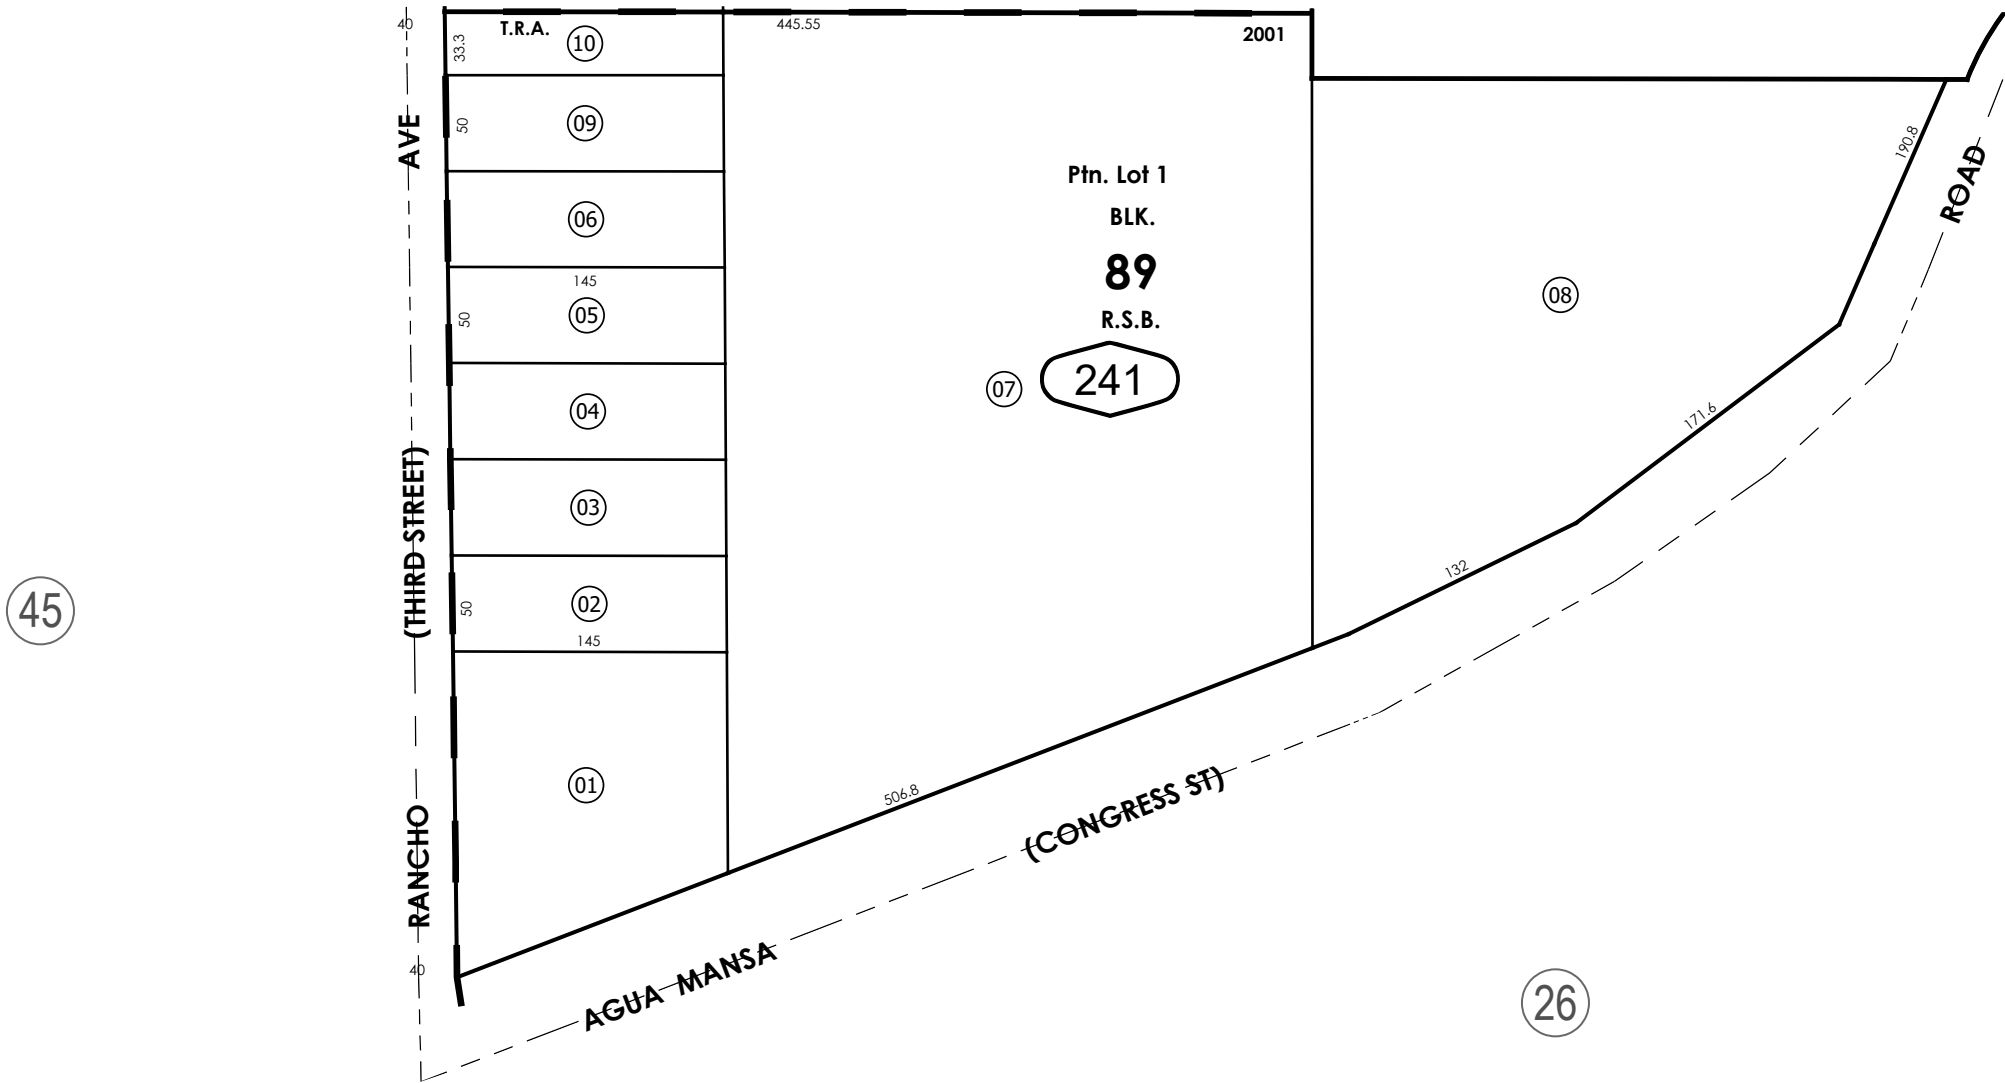 40
T.R.A.
445.55
2001
33.3
10
50
09
AVE
190.8
ROAD
Ptn. Lot 1
BLK.
06
89
145
R.S.B.
50
05
08
07
241
04
171.6
(THIRD STREET)
03
132
45
50
02
145
01
506.8
(CONGRESS ST)
RANCHO
40
AGUA MANSA
26